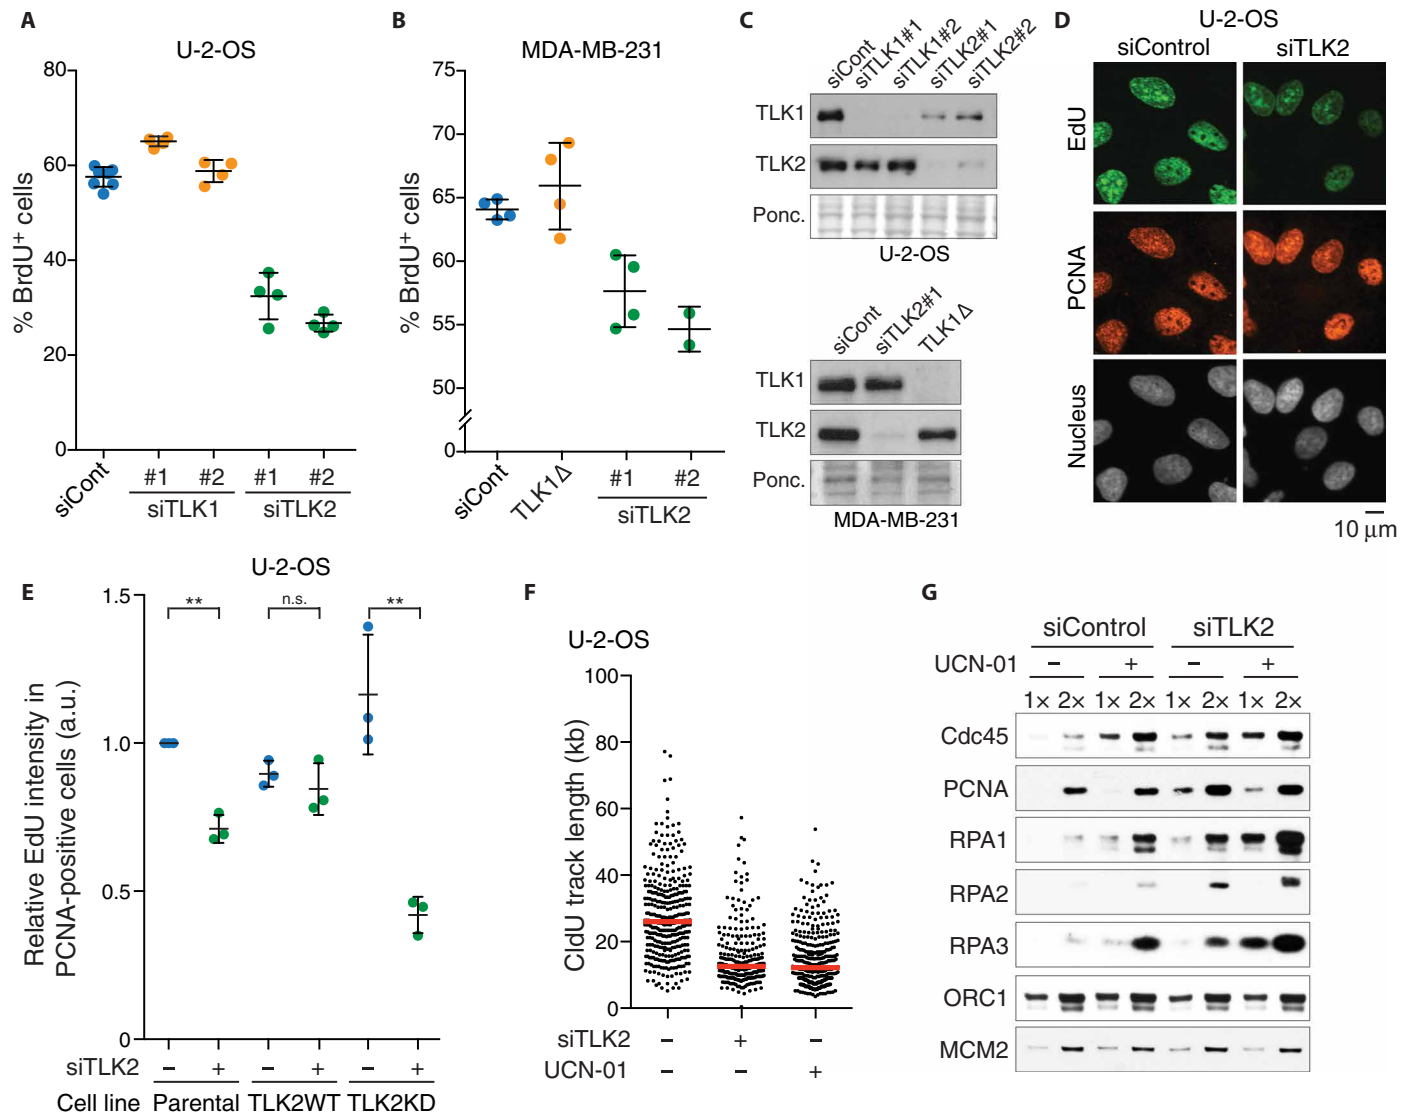 A
U-2-OS
% BrdU+ cells
80
60
40
20
0
siCont
#1 #2 #1 #2
siTLK1 siTLK2
B
MDA-MB-231
% BrdU+ cells
75
70
65
60
55
50
0
siCont
TLK1Δ
#1 #2
siTLK2
C
siCont siTLK1#1 siTLK1#2 siTLK2#1 siTLK2#2
TLK1
TLK2
Ponc.
U-2-OS
siCont siTLK2#1 TLK1Δ
TLK1
TLK2
Ponc.
MDA-MB-231
D
U-2-OS
siControl siTLK2
EdU
PCNA
Nucleus
10 μm
E
U-2-OS
Relative EdU intensity in
PCNA-positive cells (a.u.)
1.5
1.0
0.5
0
** n.s. **
siTLK2 – + – + – +
Cell line Parental TLK2WT TLK2KD
F
U-2-OS
CldU track length (kb)
100
80
60
40
20
0
siTLK2 – + –
UCN-01 – – +
G
siControl siTLK2
UCN-01 – + – +
1× 2× 1× 2× 1× 2× 1× 2×
Cdc45
PCNA
RPA1
RPA2
RPA3
ORC1
MCM2